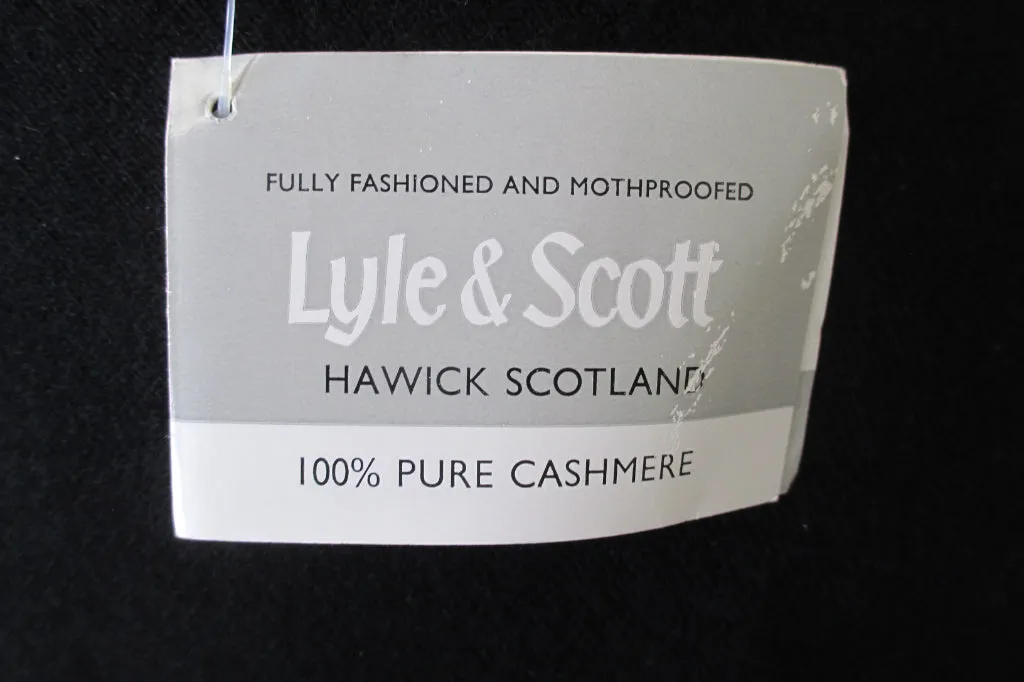 FULLY FASHIONED AND MOTHPROOFED
Lyle & Scott
HAWICK SCOTLAND
100% PURE CASHMERE